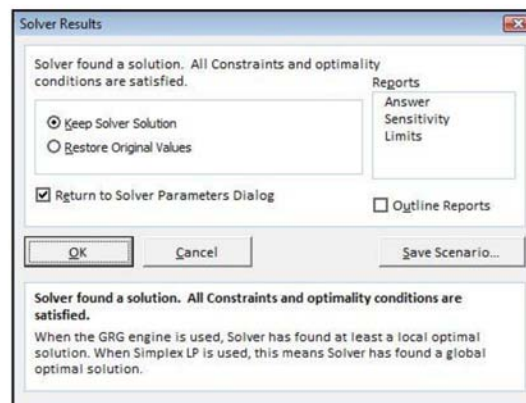 Solver Results
Solver found a solution. All Constraints and optimality
conditions are satisfied.
Reports
Answer
Sensitivity
Limits
Keep Solver Solution
Restore Original Values
Return to Solver Parameters Dialog
Outline Reports
OK
Cancel
Save Scenario...
Solver found a solution. All Constraints and optimality conditions are
satisfied.
When the GRG engine is used, Solver has found at least a local optimal
solution. When Simplex LP is used, this means Solver has found a global
optimal solution.